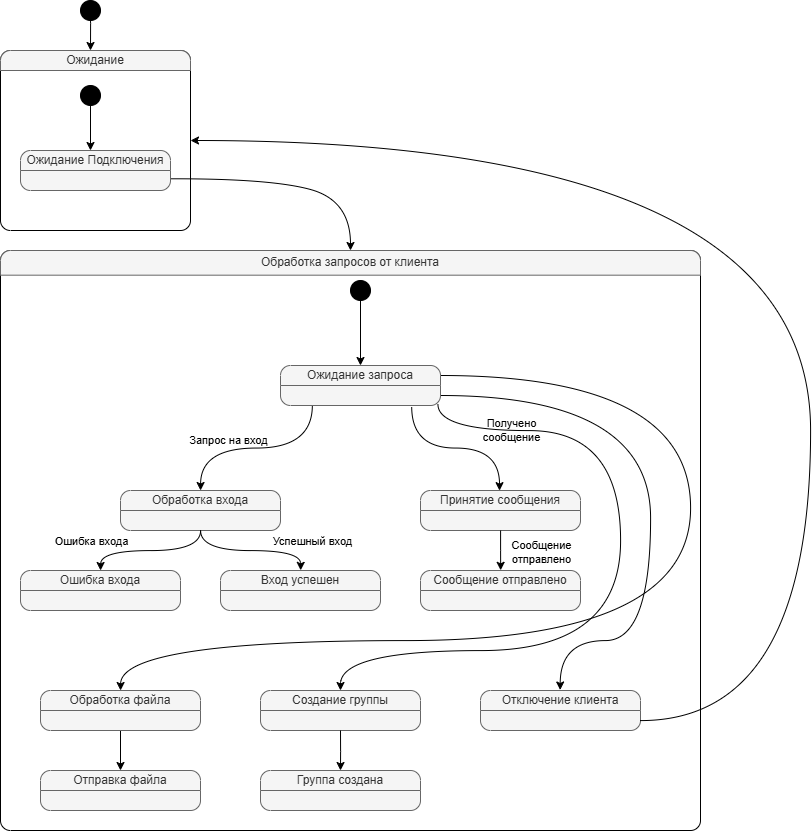 Ожидание
Ожидание Подключения
Обработка запросов от клиента
Ожидание запроса
Запрос на вход
Получено
сообщение
Обработка входа
Принятие сообщения
Ошибка входа
Успешный вход
Сообщение
отправлено
Ошибка входа
Вход успешен
Сообщение отправлено
Обработка файла
Создание группы
Отключение клиента
Отправка файла
Группа создана